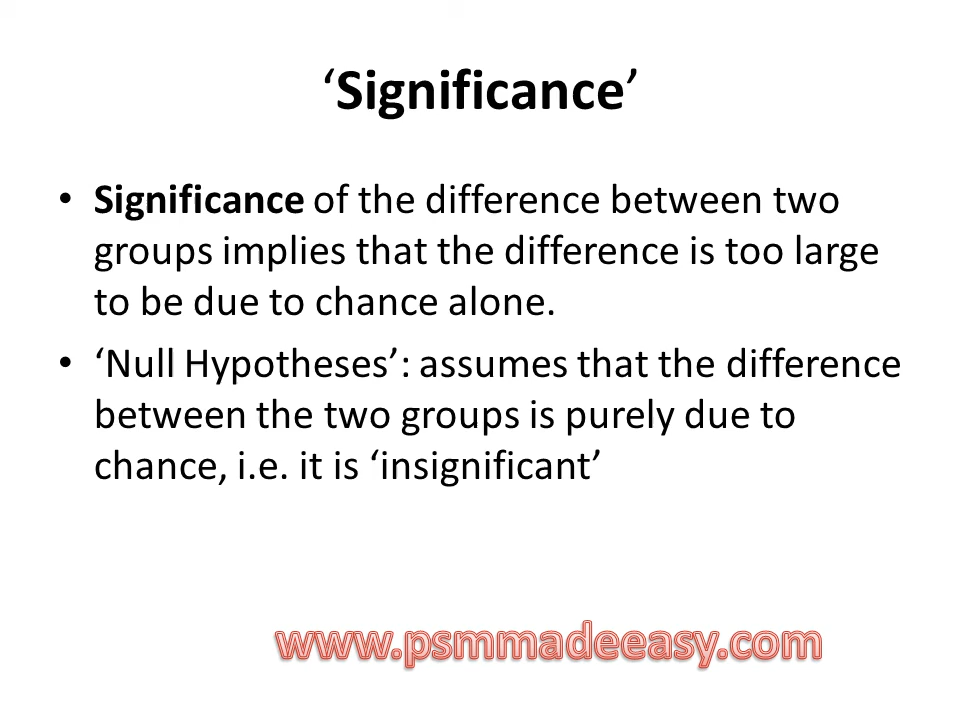 ‘Significance’
• Significance of the difference between two
groups implies that the difference is too large
to be due to chance alone.
• ‘Null Hypotheses’: assumes that the difference
between the two groups is purely due to
chance, i.e. it is ‘insignificant’
www.psmmadeeasy.com